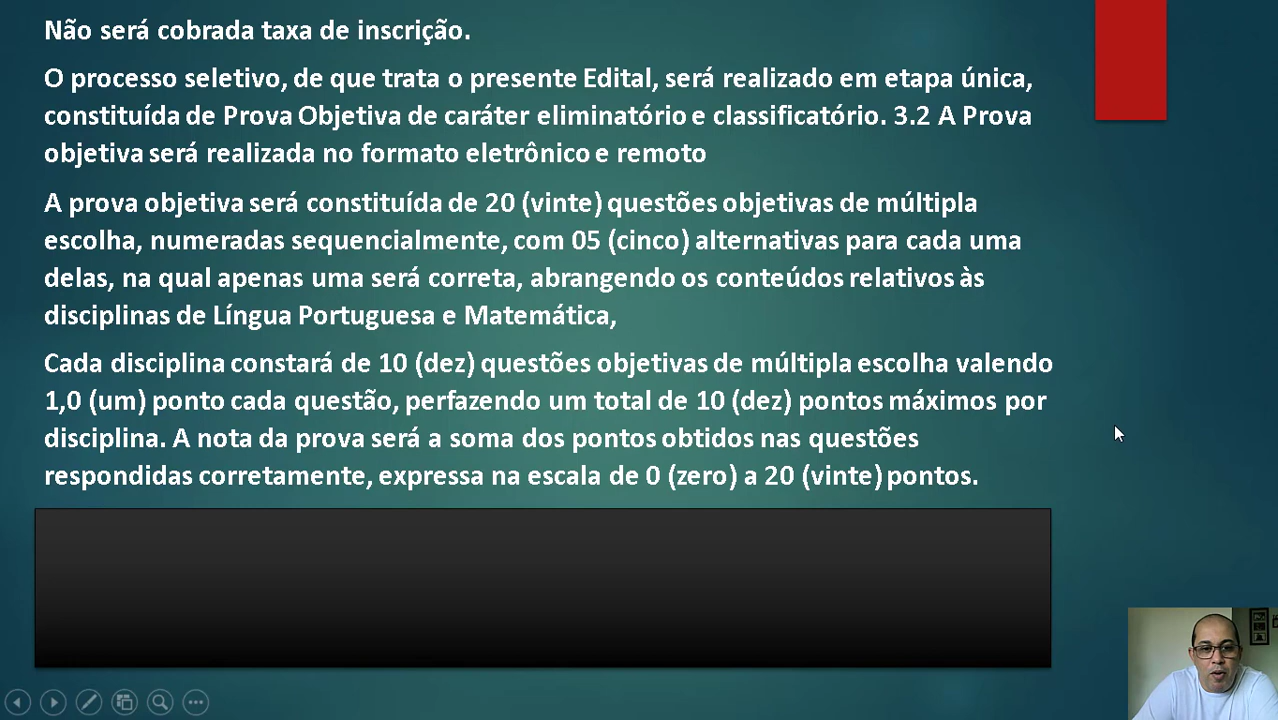 Não será cobrada taxa de inscrição.
O processo seletivo, de que trata o presente Edital, será realizado em etapa única,
constituída de Prova Objetiva de caráter eliminatório e classificatório. 3.2 A Prova
objetiva será realizada no formato eletrônico e remoto
A prova objetiva será constituída de 20 (vinte) questões objetivas de múltipla
escolha, numeradas sequencialmente, com 05 (cinco) alternativas para cada uma
delas, na qual apenas uma será correta, abrangendo os conteúdos relativos às
disciplinas de Língua Portuguesa e Matemática,
Cada disciplina constará de 10 (dez) questões objetivas de múltipla escolha valendo
1,0 (um) ponto cada questão, perfazendo um total de 10 (dez) pontos máximos por
disciplina. A nota da prova será a soma dos pontos obtidos nas questões
respondidas corretamente, expressa na escala de 0 (zero) a 20 (vinte) pontos.